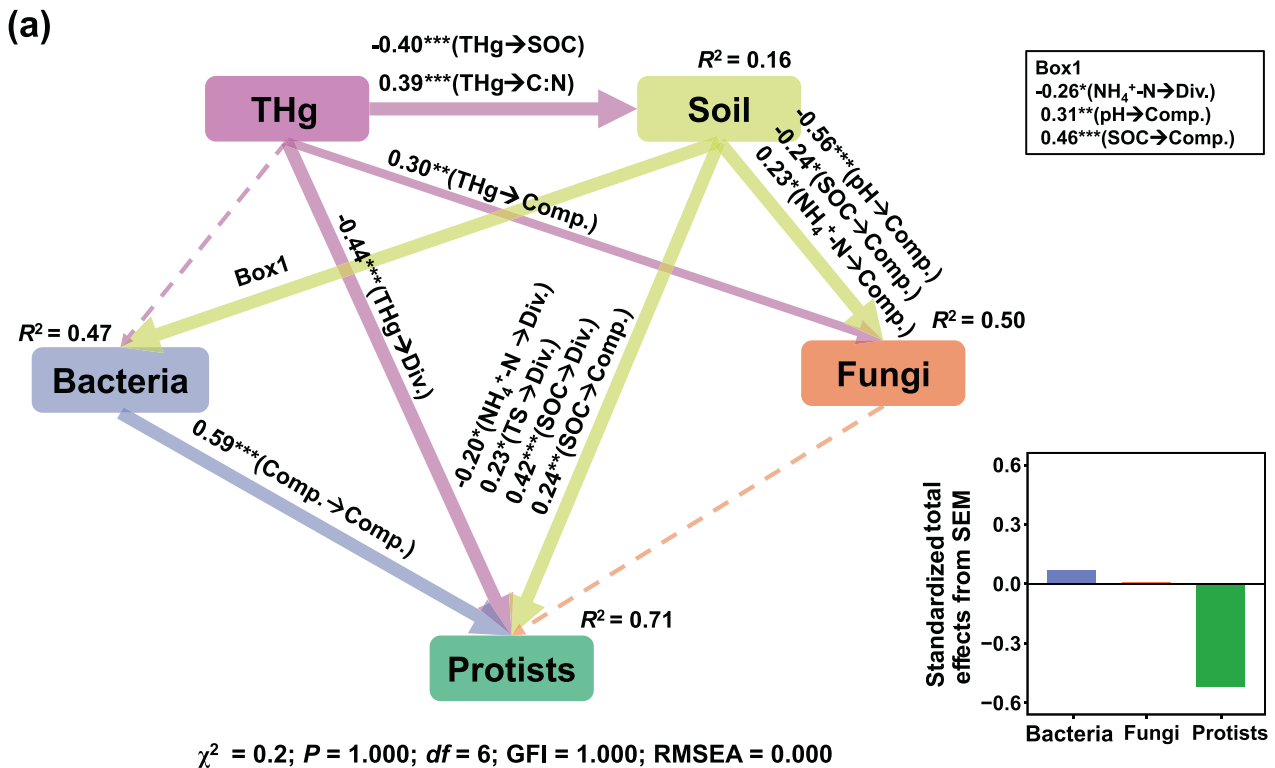 (a)
-0.40***(THg→SOC)
0.39***(THg→C:N)
R² = 0.16
THg
Soil
Box1
-0.26*(NH₄⁺-N→Div.)
0.31**(pH→Comp.)
0.46***(SOC→Comp.)
-0.56***(pH→Comp.)
-0.24*(SOC→Comp.)
0.23*(NH₄⁺-N→Comp.)
0.30**(THg→Comp.)
-0.44***(THg→Div.)
Box1
R² = 0.47
Bacteria
R² = 0.50
Fungi
-0.20*(NH₄⁺-N →Div.)
0.23*(TS →Div.)
0.42***(SOC→Div.)
0.24**(SOC→Comp.)
0.59***(Comp.→Comp.)
R² = 0.71
Protists
Standardized total
effects from SEM
0.6
0.3
0.0
−0.3
−0.6
Bacteria Fungi Protists
χ² = 0.2; P = 1.000; df = 6; GFI = 1.000; RMSEA = 0.000